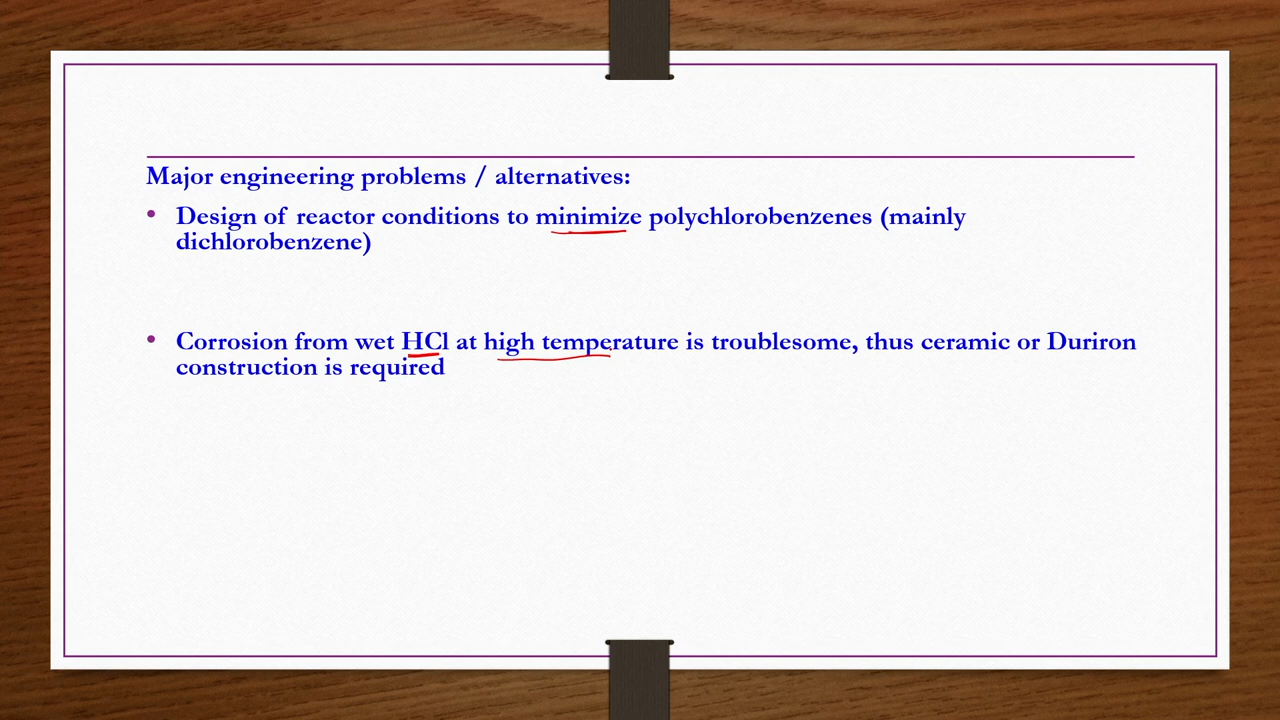 Major engineering problems / alternatives:
• Design of reactor conditions to minimize polychlorobenzenes (mainly
dichlorobenzene)
• Corrosion from wet HCl at high temperature is troublesome, thus ceramic or Duriron
construction is required